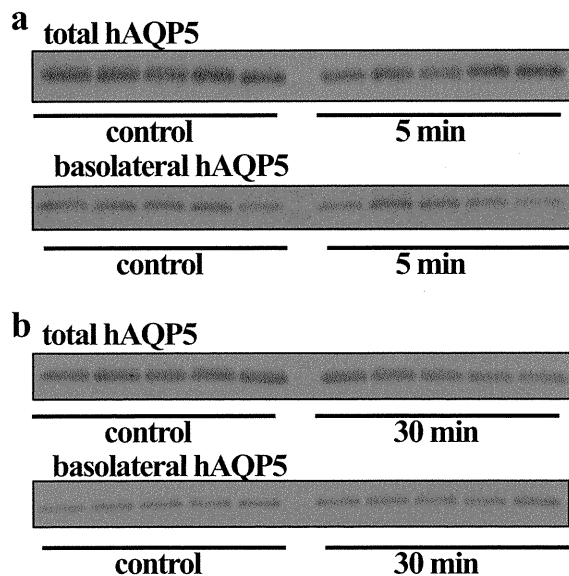 a
total hAQP5
control 5 min
basolateral hAQP5
control 5 min
b
total hAQP5
control 30 min
basolateral hAQP5
control 30 min